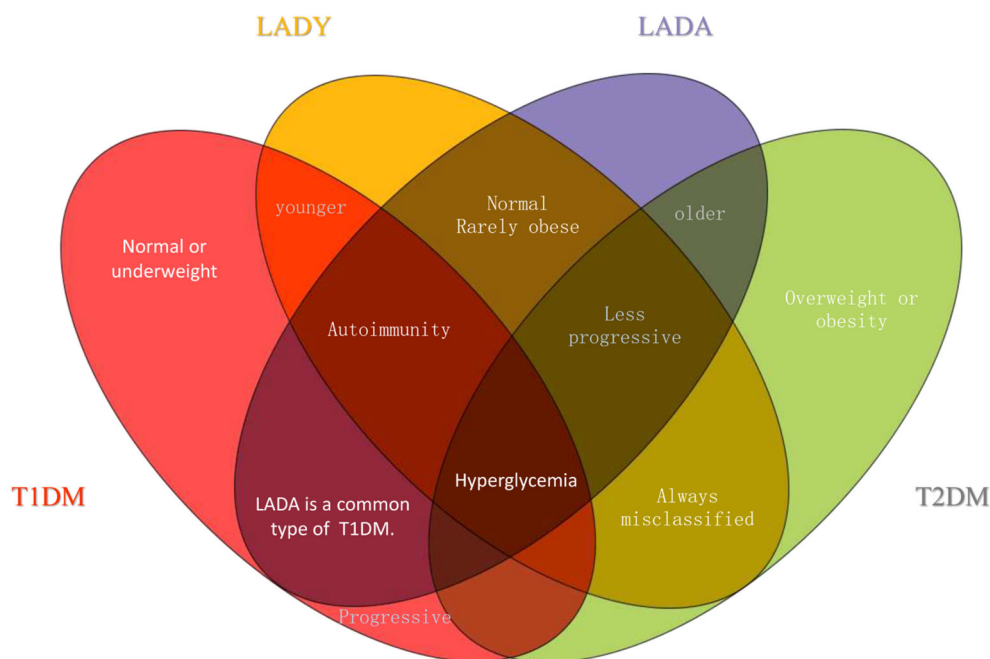 LADY
LADA
younger
Normal
Rarely obese
older
Normal or
underweight
Overweight or
obesity
Autoimmunity
Less
progressive
T1DM
Hyperglycemia
T2DM
LADA is a common
type of T1DM.
Always
misclassified
Progressive